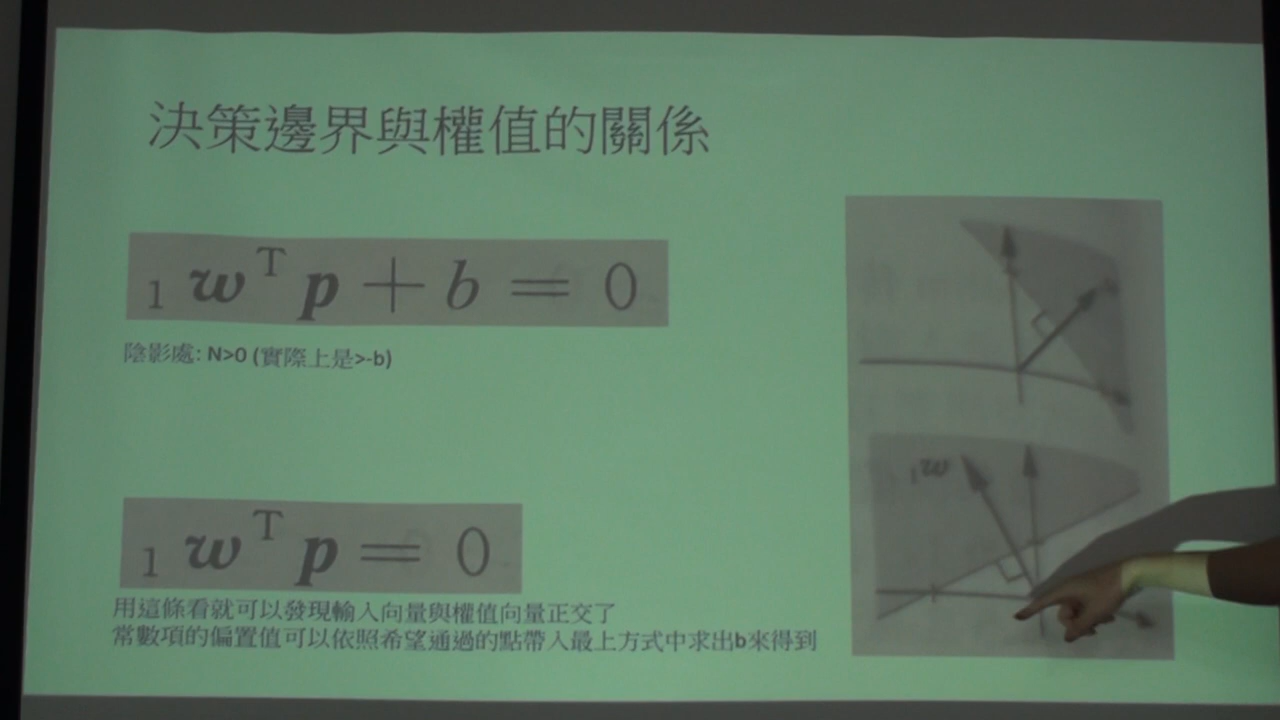 決策邊界與權值的關係
₁wᵀp + b = 0
陰影處: N>0 (實際上是>-b)
₁w
₁wᵀp = 0
用這條看就可以發現輸入向量與權值向量正交了
常數項的偏置值可以依照希望通過的點帶入最上方式中求出b來得到